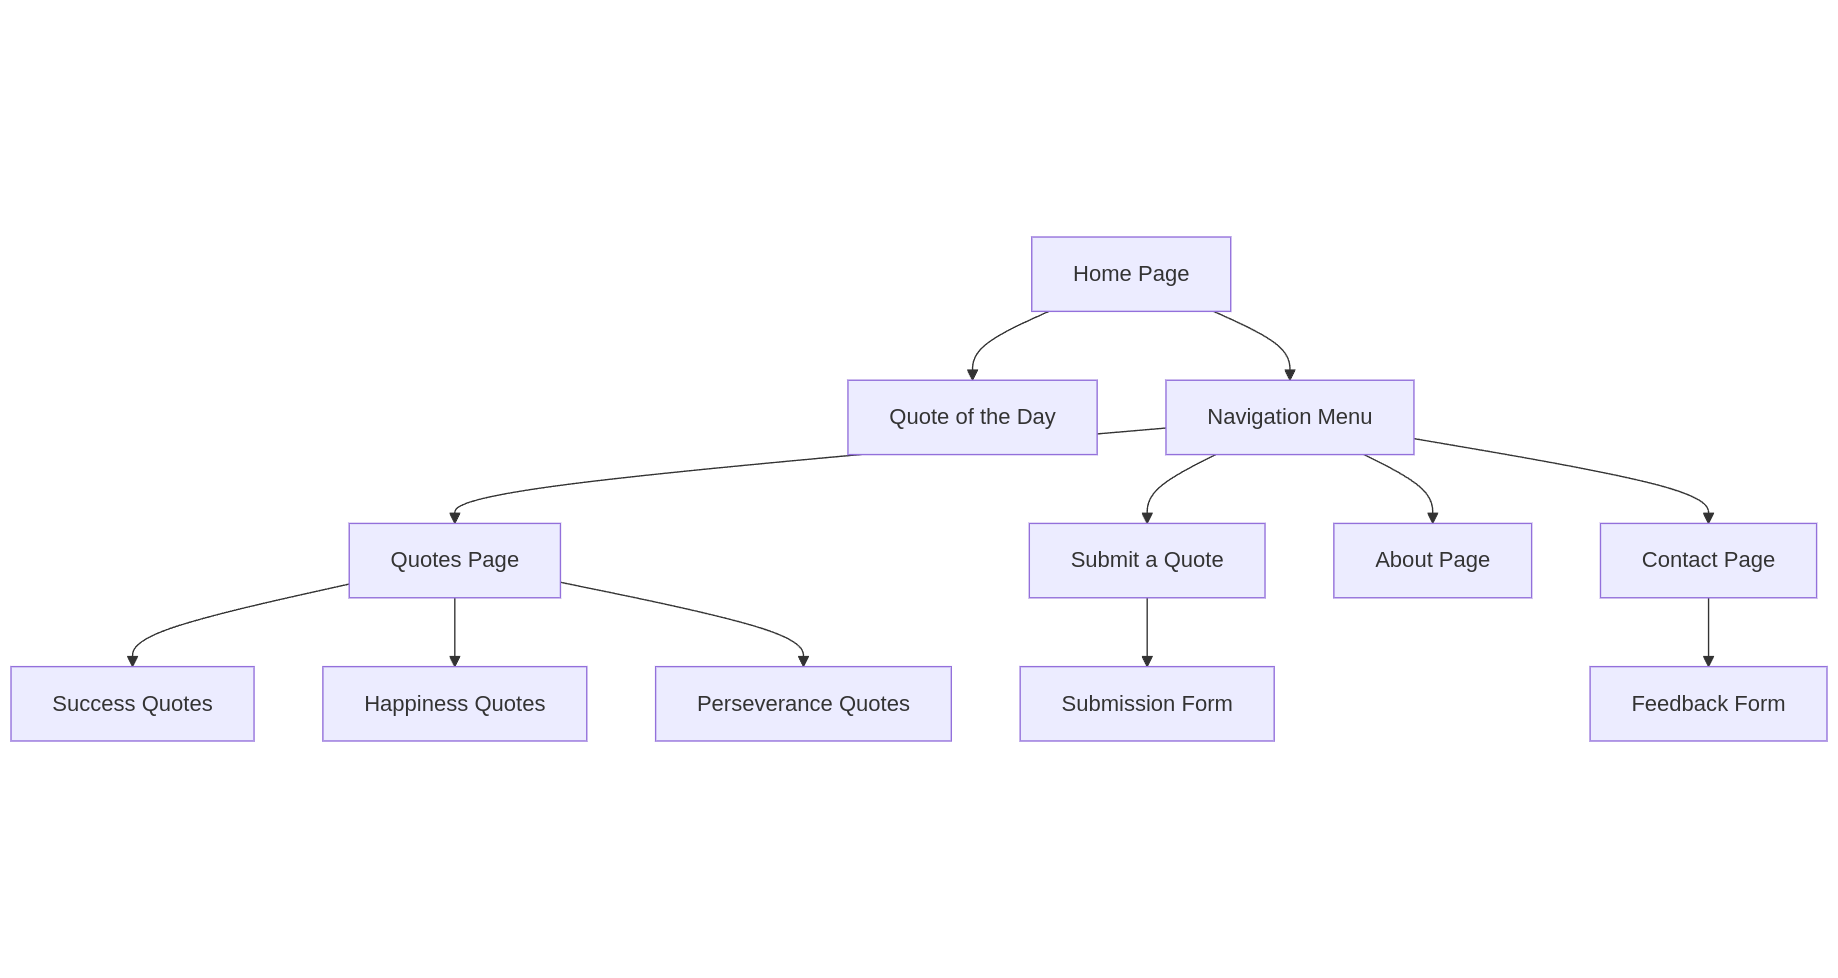 Home Page
Quote of the Day
Navigation Menu
Quotes Page
Submit a Quote
About Page
Contact Page
Success Quotes
Happiness Quotes
Perseverance Quotes
Submission Form
Feedback Form